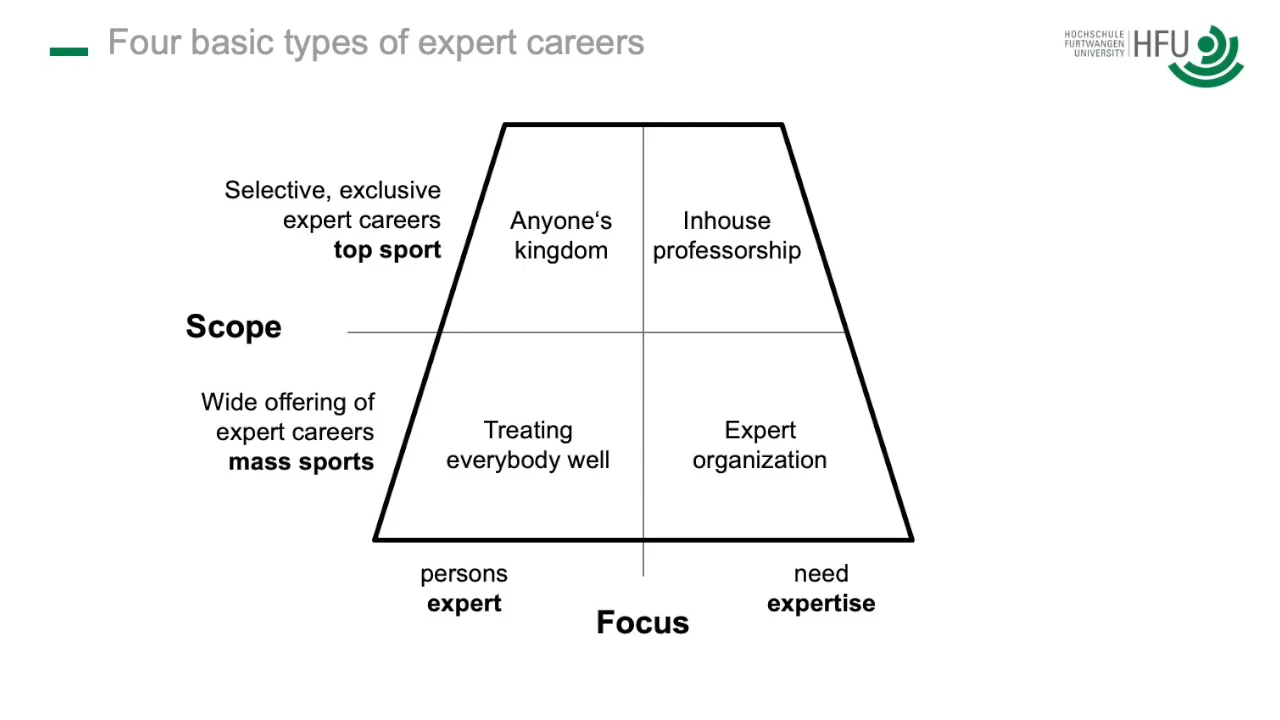 Four basic types of expert careers
HOCHSCHULE
FURTWANGEN
UNIVERSITY
HFU
Selective, exclusive
expert careers
top sport
Anyone‘s
kingdom
Inhouse
professorship
Scope
Wide offering of
expert careers
mass sports
Treating
everybody well
Expert
organization
persons
expert
need
expertise
Focus